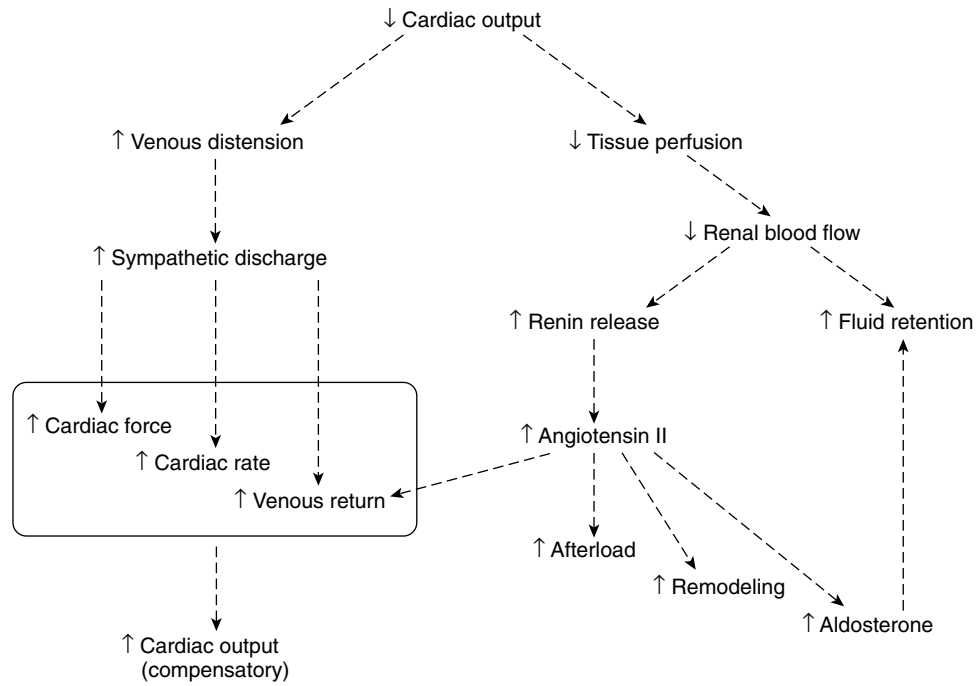 ↓ Cardiac output
↑ Venous distension
↓ Tissue perfusion
↓ Renal blood flow
↑ Sympathetic discharge
↑ Renin release
↑ Fluid retention
↑ Cardiac force
↑ Angiotensin II
↑ Cardiac rate
↑ Venous return
↑ Afterload
↑ Remodeling
↑ Aldosterone
↑ Cardiac output
(compensatory)